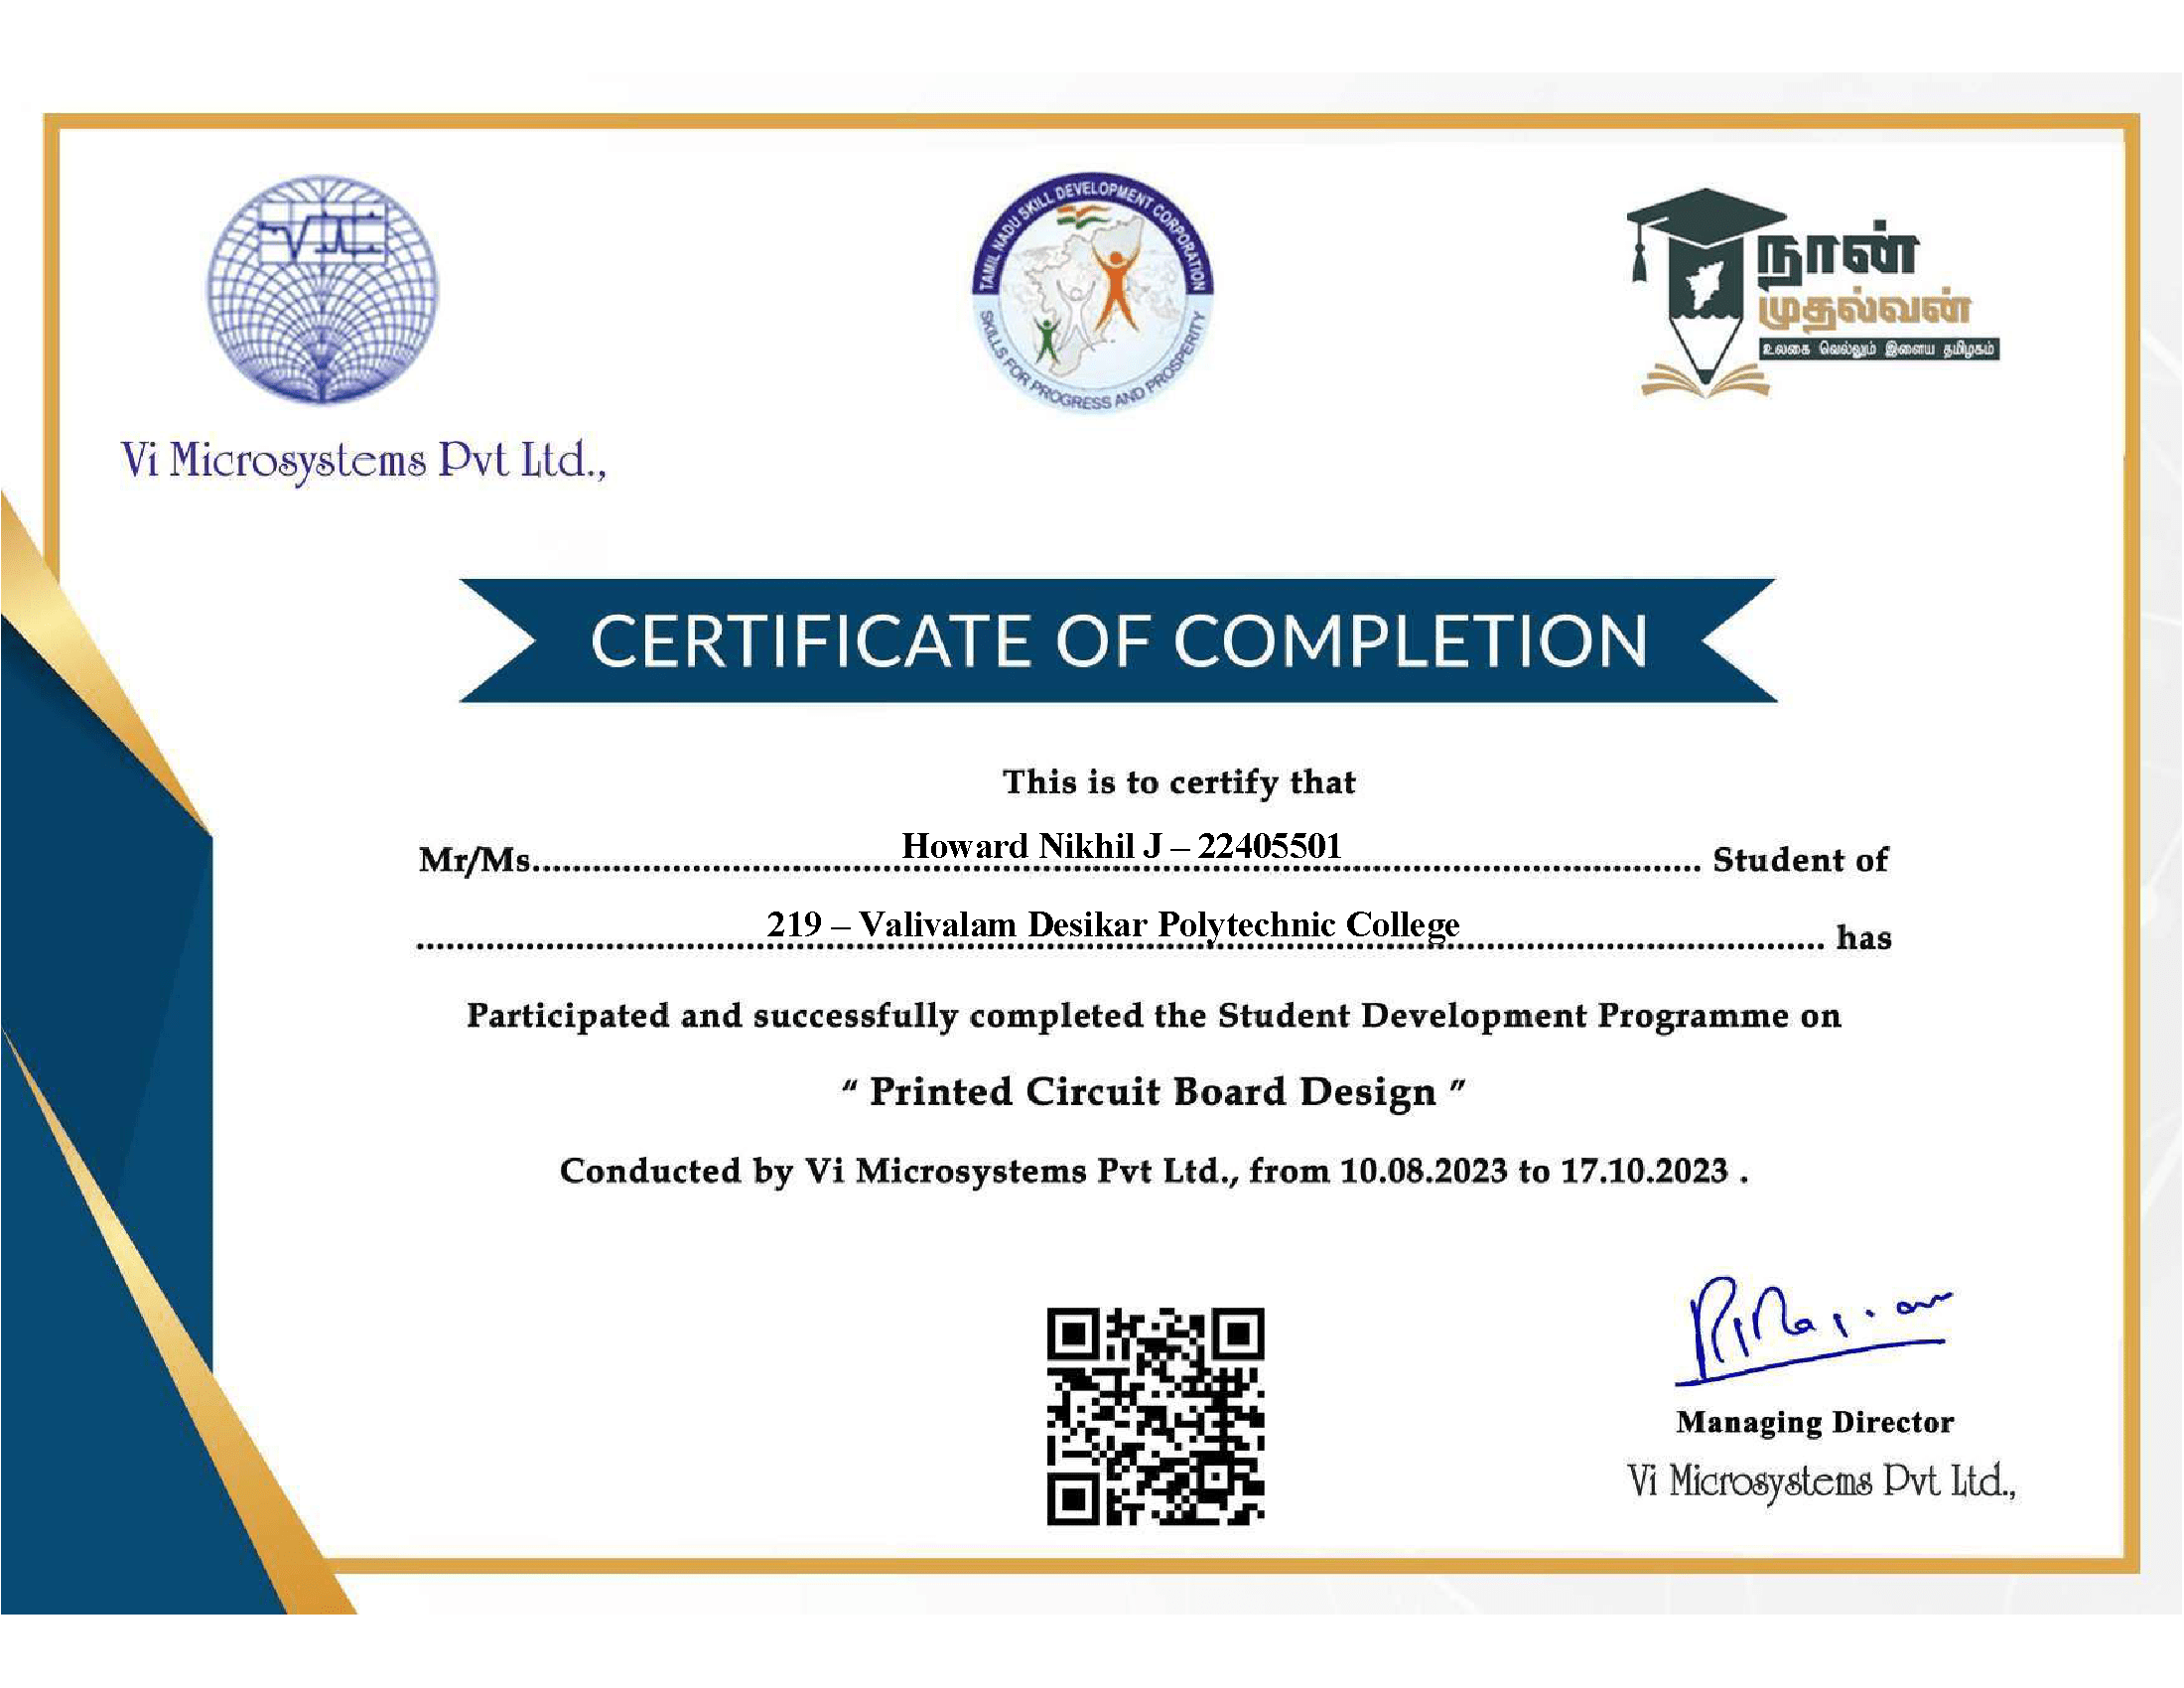 TAMIL NADU SKILL DEVELOPMENT CORPORATION
SKILLS FOR PROGRESS AND PROSPERITY
நான்
முதல்வன்
உலகை வெல்லும் இளைய தமிழகம்
Vi Microsystems Pvt Ltd.,
CERTIFICATE OF COMPLETION
This is to certify that
Mr/Ms. Howard Nikhil J – 22405501 Student of
219 – Valivalam Desikar Polytechnic College has
Participated and successfully completed the Student Development Programme on
“ Printed Circuit Board Design ”
Conducted by Vi Microsystems Pvt Ltd., from 10.08.2023 to 17.10.2023 .
Managing Director
Vi Microsystems Pvt Ltd.,